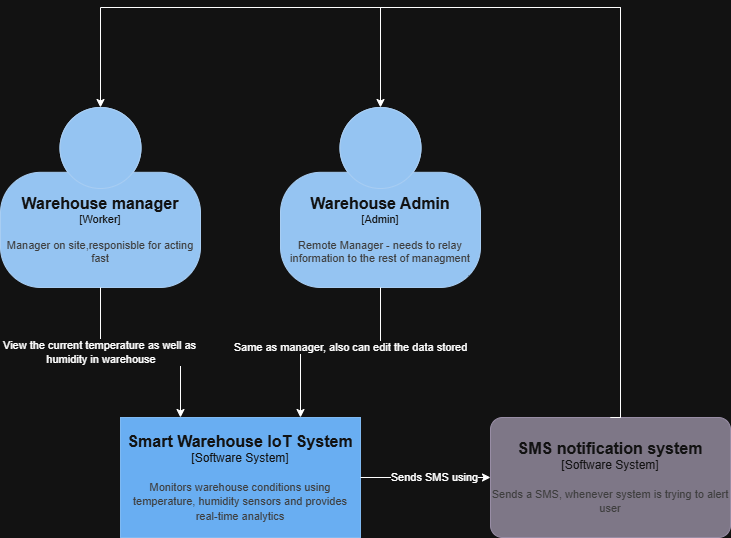 Warehouse manager
[Worker]
Manager on site,responisble for acting
fast
Warehouse Admin
[Admin]
Remote Manager - needs to relay
information to the rest of managment
View the current temperature as well as
humidity in warehouse
Same as manager, also can edit the data stored
Smart Warehouse IoT System
[Software System]
Monitors warehouse conditions using
temperature, humidity sensors and provides
real-time analytics
Sends SMS using
SMS notification system
[Software System]
Sends a SMS, whenever system is trying to alert
user